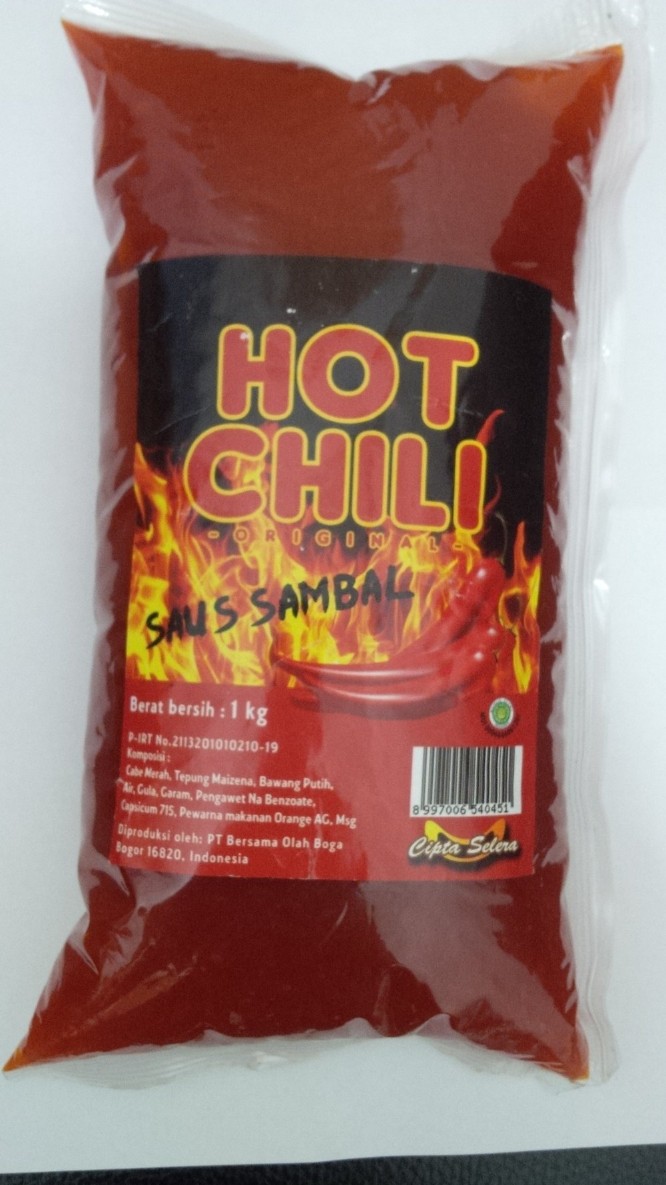 HOT
CHILI
-ORIGINAL-
SAUS SAMBAL
Berat bersih : 1 kg
P-IRT No.2113201010210-19
Komposisi :
Cabe Merah, Tepung Maizena, Bawang Putih,
Air, Gula, Garam, Pengawet Na Benzoate,
Capsicum 715, Pewarna makanan Orange AG, Msg
Diproduksi oleh: PT Bersama Olah Boga
Bogor 16820, Indonesia
8 997006 540451
Cipta Selera